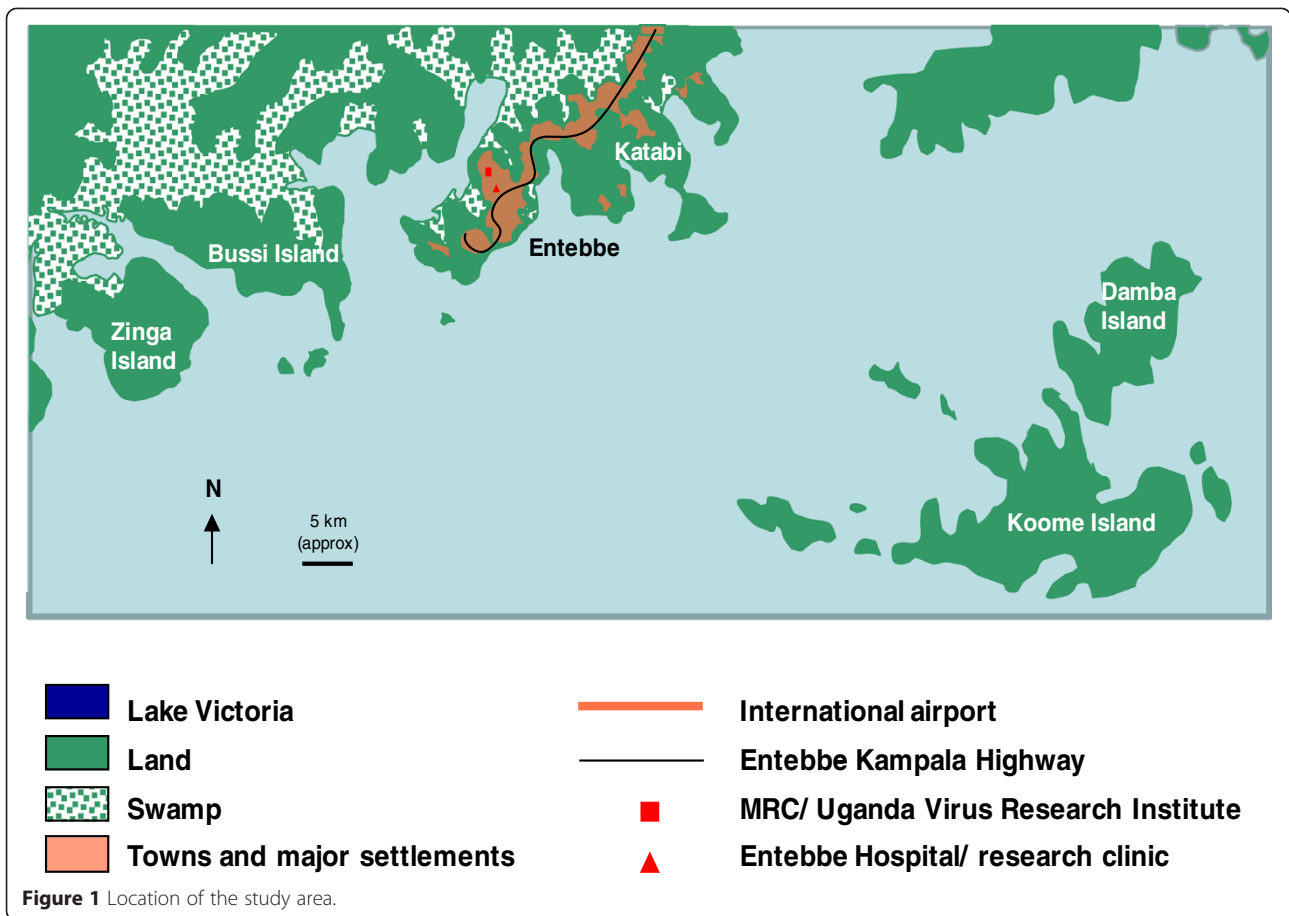 Katabi
Entebbe
Bussi Island
Zinga
Island
Damba
Island
Koome Island
N
5 km
(approx)
Lake Victoria
Land
Swamp
Towns and major settlements
International airport
Entebbe Kampala Highway
MRC/ Uganda Virus Research Institute
Entebbe Hospital/ research clinic
Figure 1 Location of the study area.